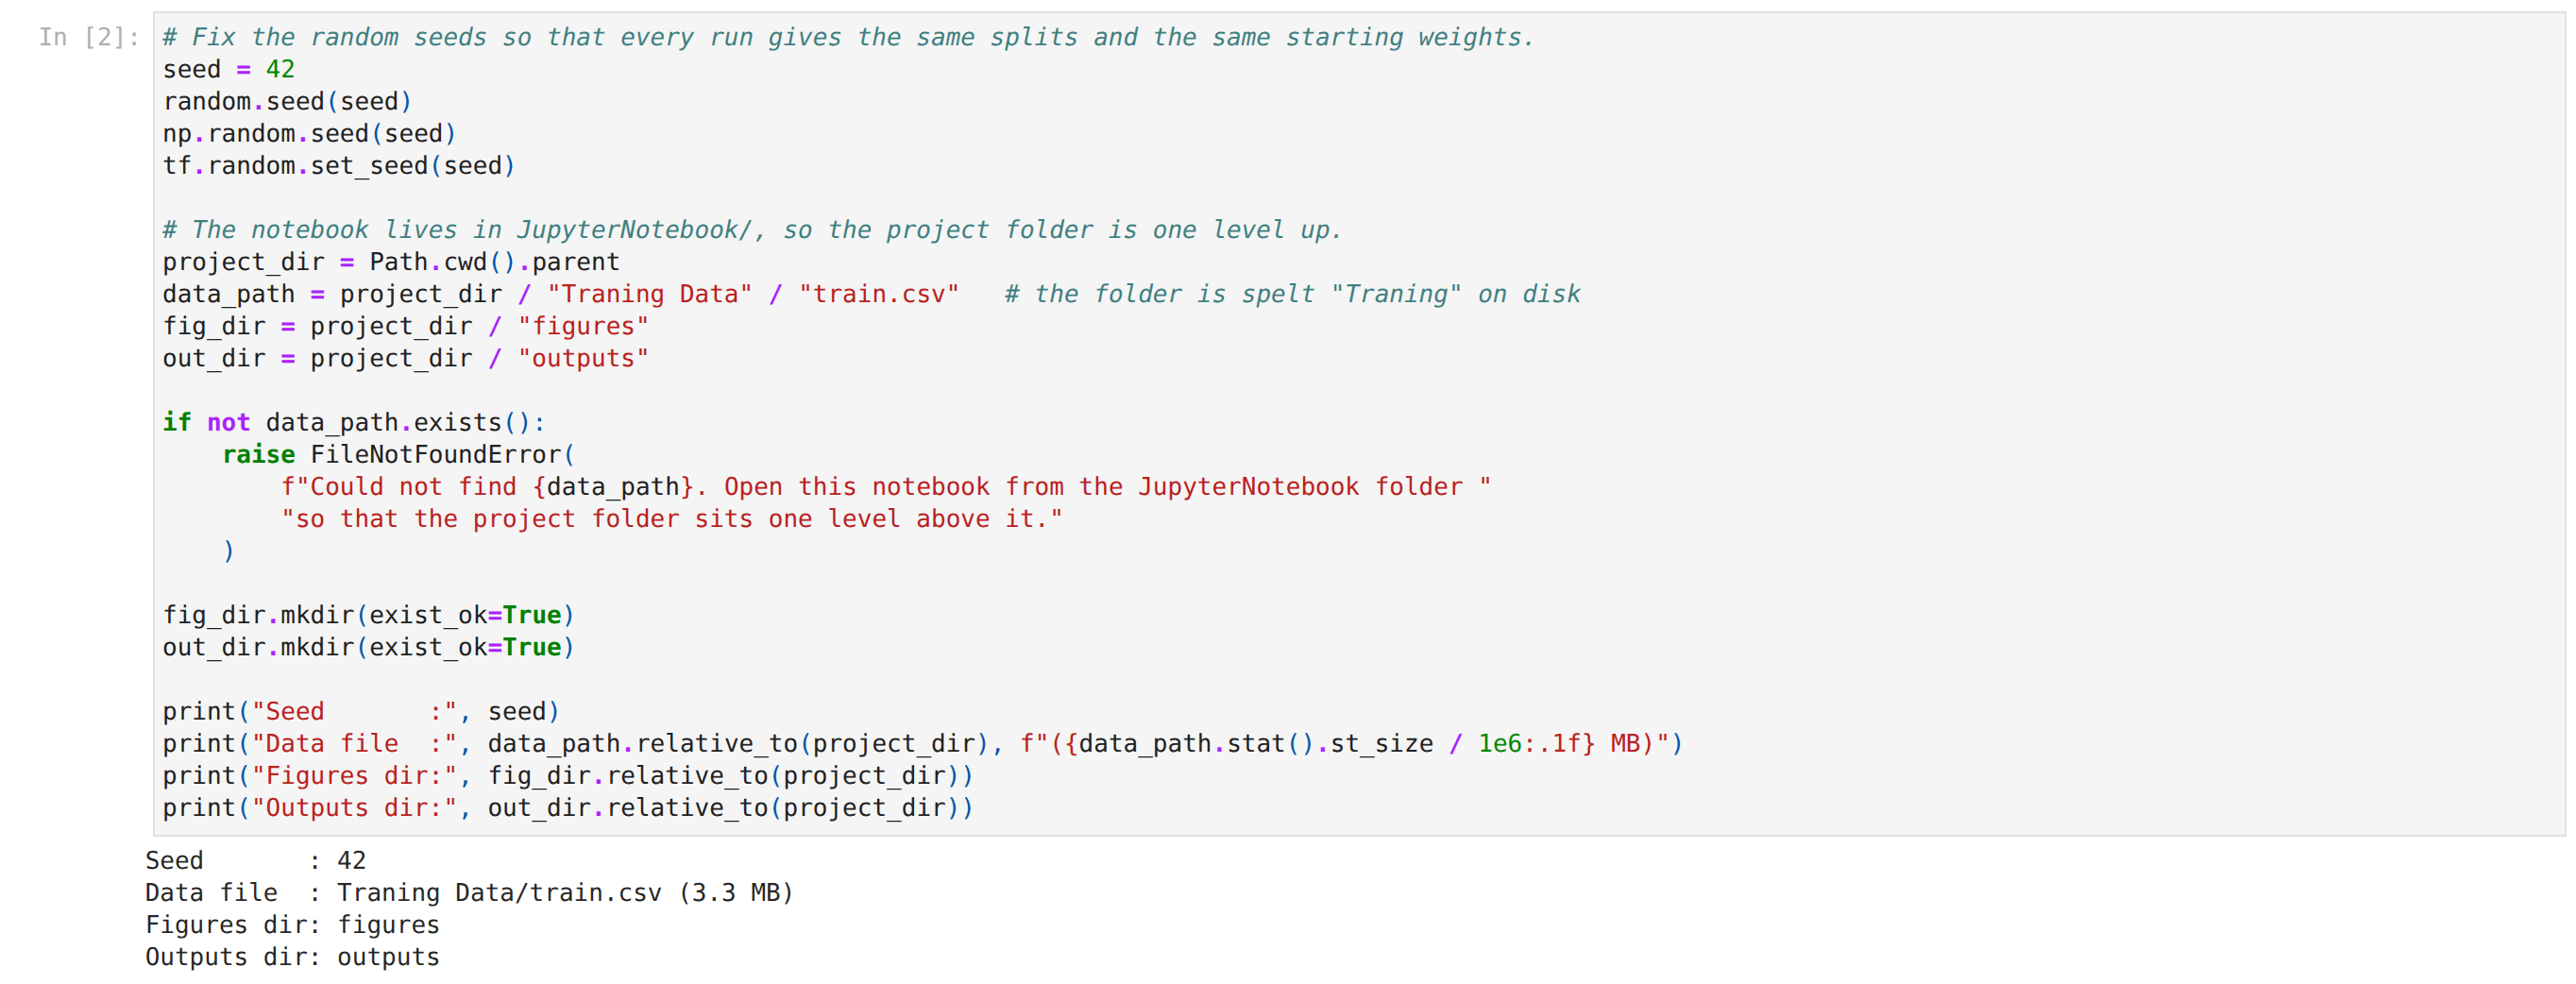 In [2]:
# Fix the random seeds so that every run gives the same splits and the same starting weights.
seed = 42
random.seed(seed)
np.random.seed(seed)
tf.random.set_seed(seed)

# The notebook lives in JupyterNotebook/, so the project folder is one level up.
project_dir = Path.cwd().parent
data_path = project_dir / "Traning Data" / "train.csv"   # the folder is spelt "Traning" on disk
fig_dir = project_dir / "figures"
out_dir = project_dir / "outputs"

if not data_path.exists():
    raise FileNotFoundError(
        f"Could not find {data_path}. Open this notebook from the JupyterNotebook folder "
        "so that the project folder sits one level above it."
    )

fig_dir.mkdir(exist_ok=True)
out_dir.mkdir(exist_ok=True)

print("Seed       :", seed)
print("Data file  :", data_path.relative_to(project_dir), f"({data_path.stat().st_size / 1e6:.1f} MB)")
print("Figures dir:", fig_dir.relative_to(project_dir))
print("Outputs dir:", out_dir.relative_to(project_dir))
Seed       : 42
Data file  : Traning Data/train.csv (3.3 MB)
Figures dir: figures
Outputs dir: outputs